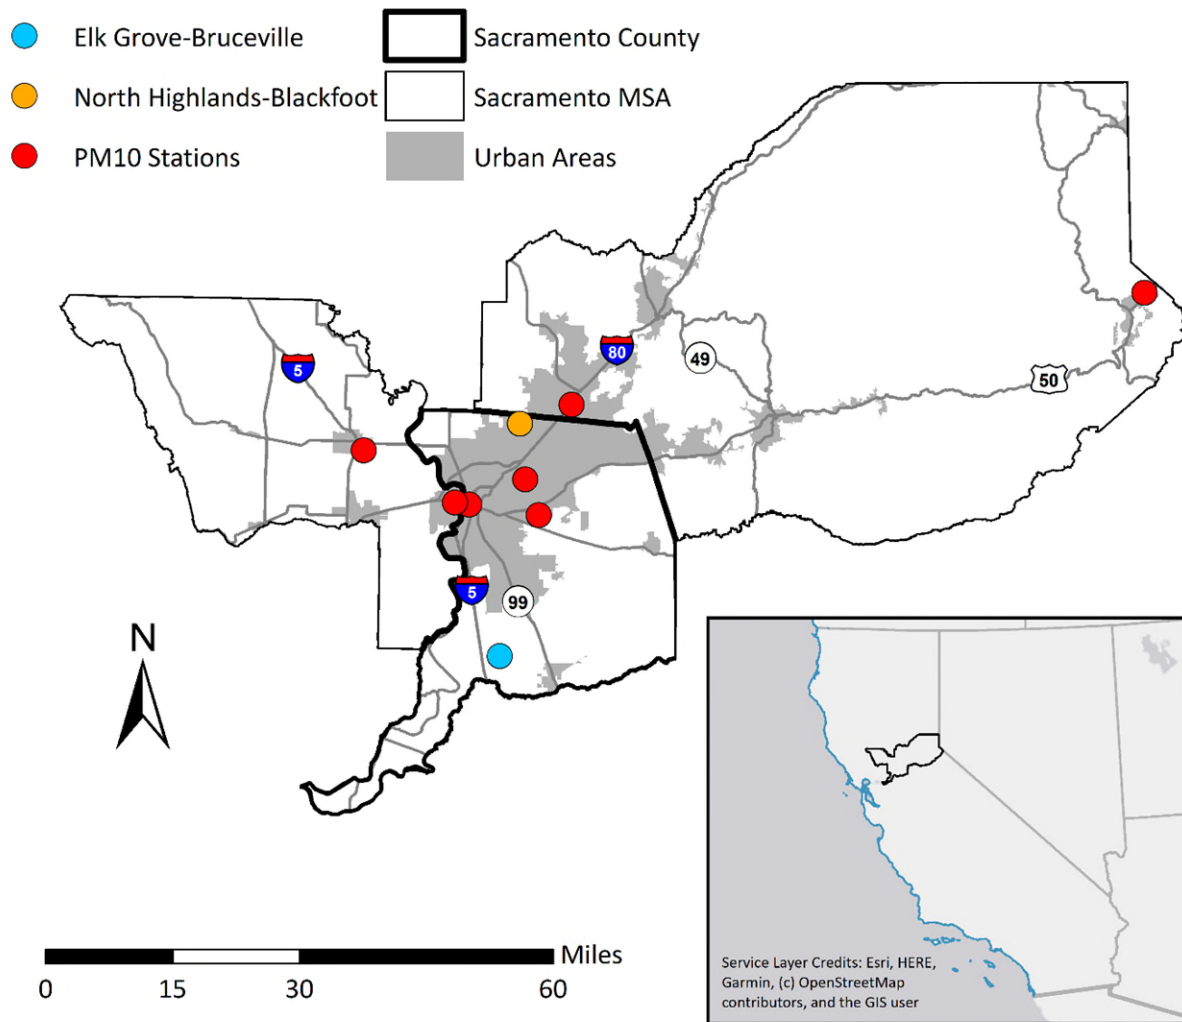 Elk Grove-Bruceville
Sacramento County
North Highlands-Blackfoot
Sacramento MSA
PM10 Stations
Urban Areas
5
80
49
50
5
99
N
Miles
0 15 30 60
Service Layer Credits: Esri, HERE,
Garmin, (c) OpenStreetMap
contributors, and the GIS user